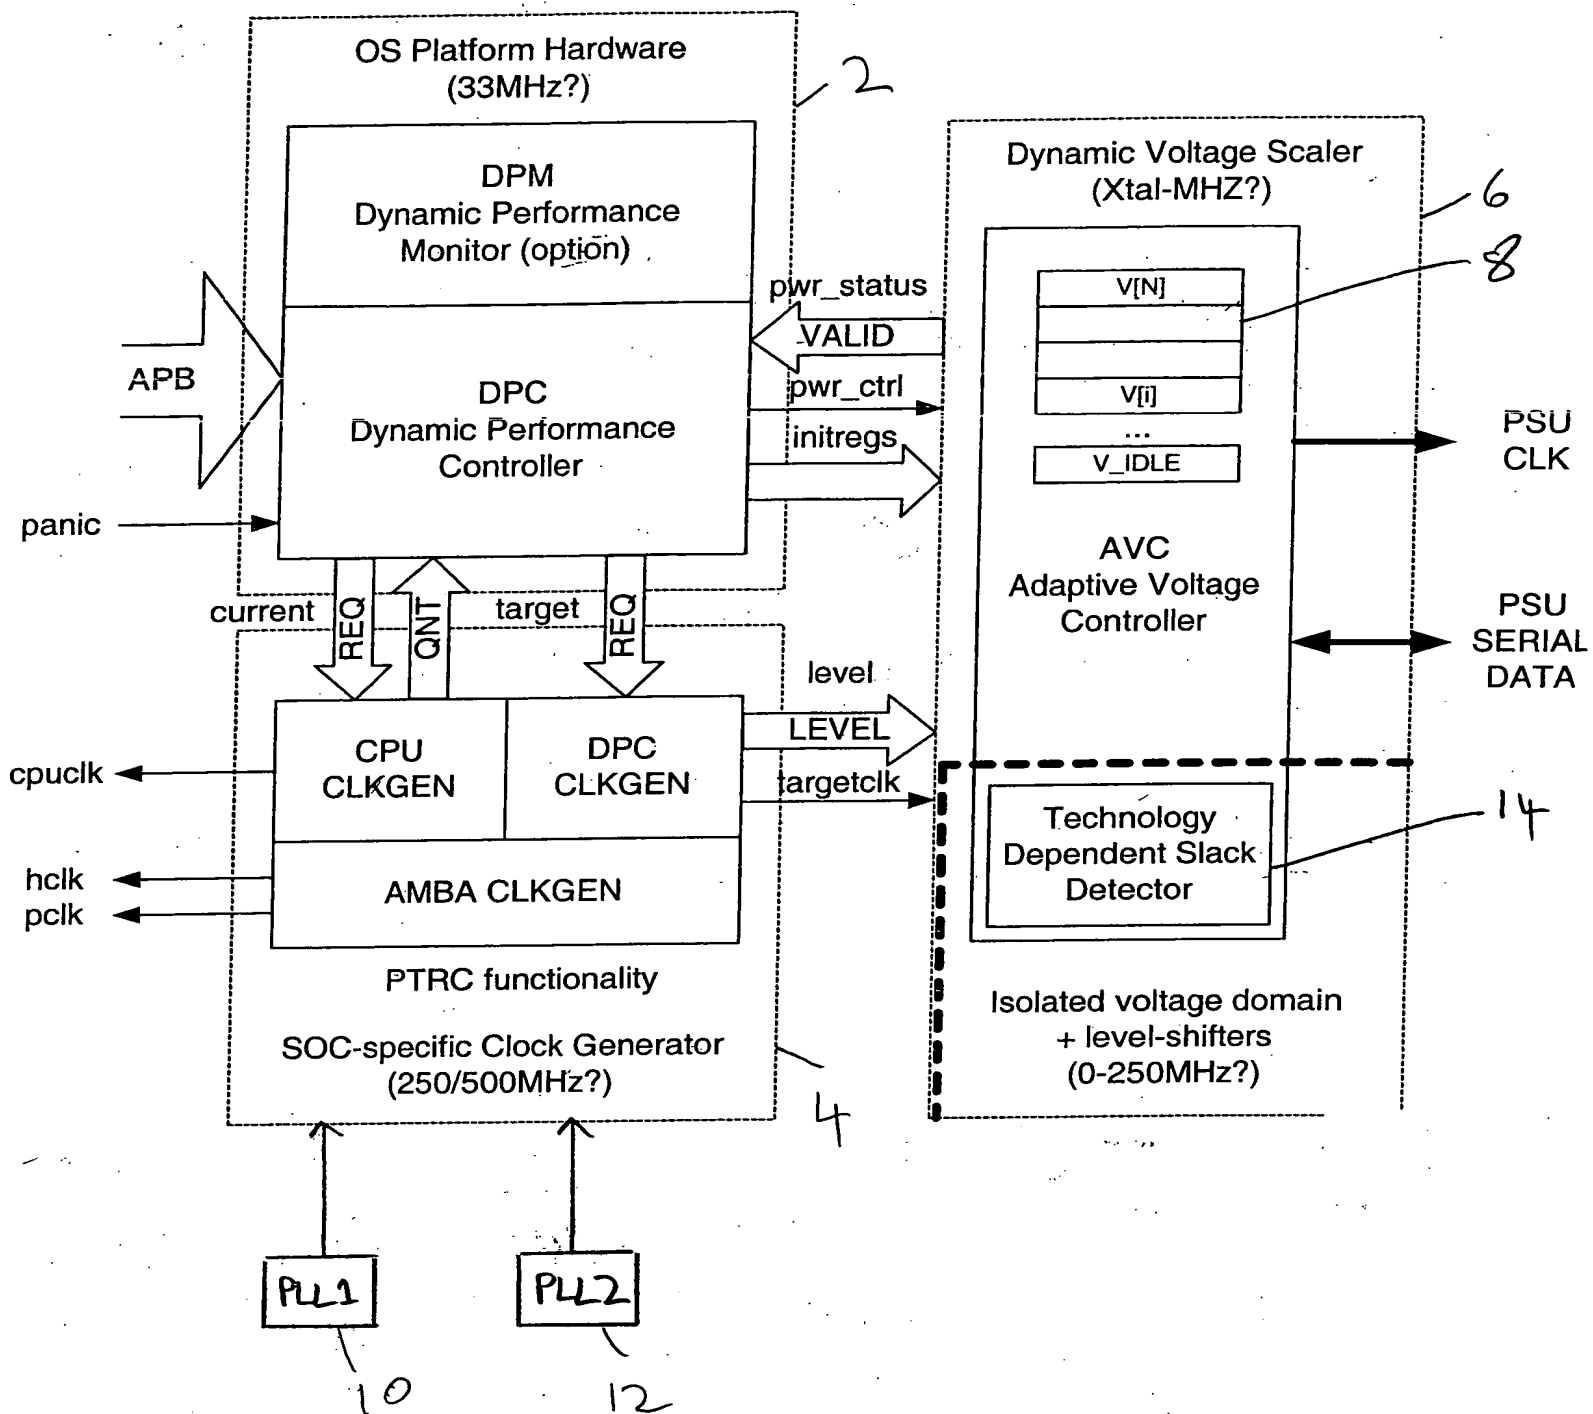 OS Platform Hardware
(33MHz?)
2
DPM
Dynamic Performance
Monitor (option)
APB
DPC
Dynamic Performance
Controller
panic
pwr_status
VALID
pwr_ctrl
initregs
current
REQ
QNT
target
REQ
level
LEVEL
targetclk
CPU
CLKGEN
DPC
CLKGEN
cpuclk
hclk
pclk
AMBA CLKGEN
PTRC functionality
SOC-specific Clock Generator
(250/500MHz?)
4
PLL1
10
PLL2
12
Dynamic Voltage Scaler
(Xtal-MHZ?)
6
V[N]
8
V[i]
...
V_IDLE
AVC
Adaptive Voltage
Controller
PSU
CLK
PSU
SERIAL
DATA
Technology
Dependent Slack
Detector
14
Isolated voltage domain
+ level-shifters
(0-250MHz?)